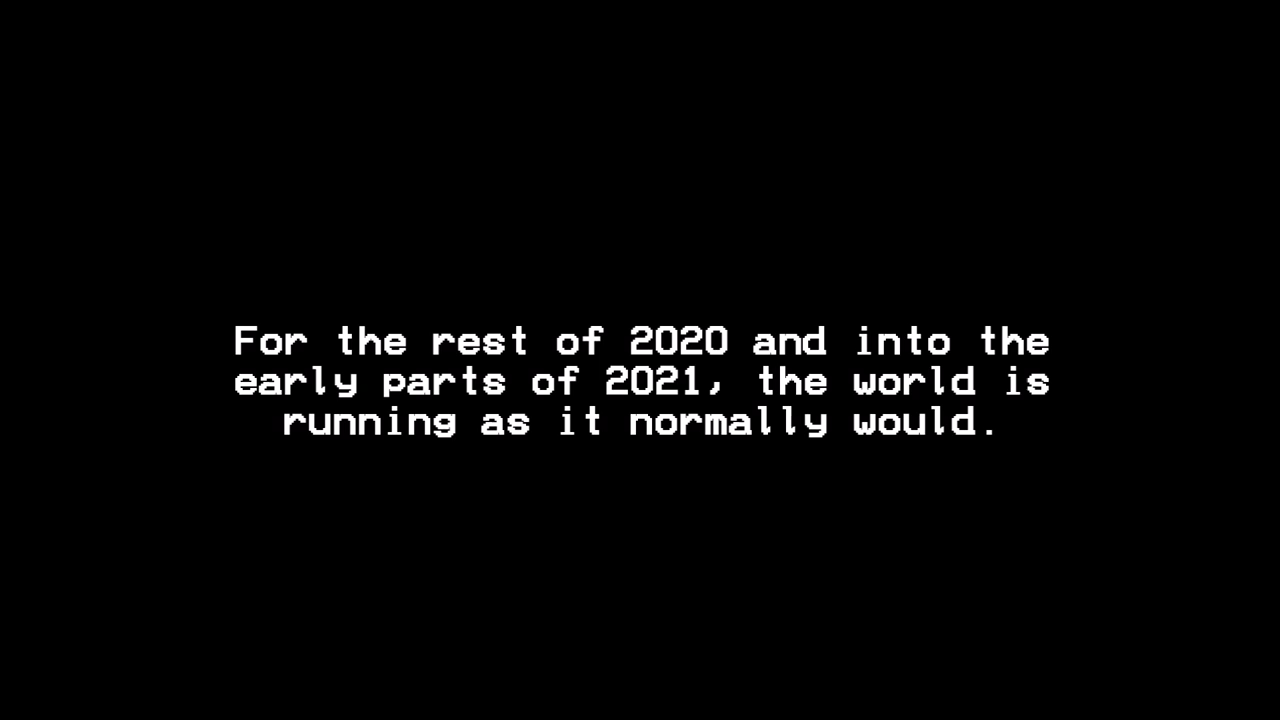 For the rest of 2020 and into the
early parts of 2021, the world is
running as it normally would.